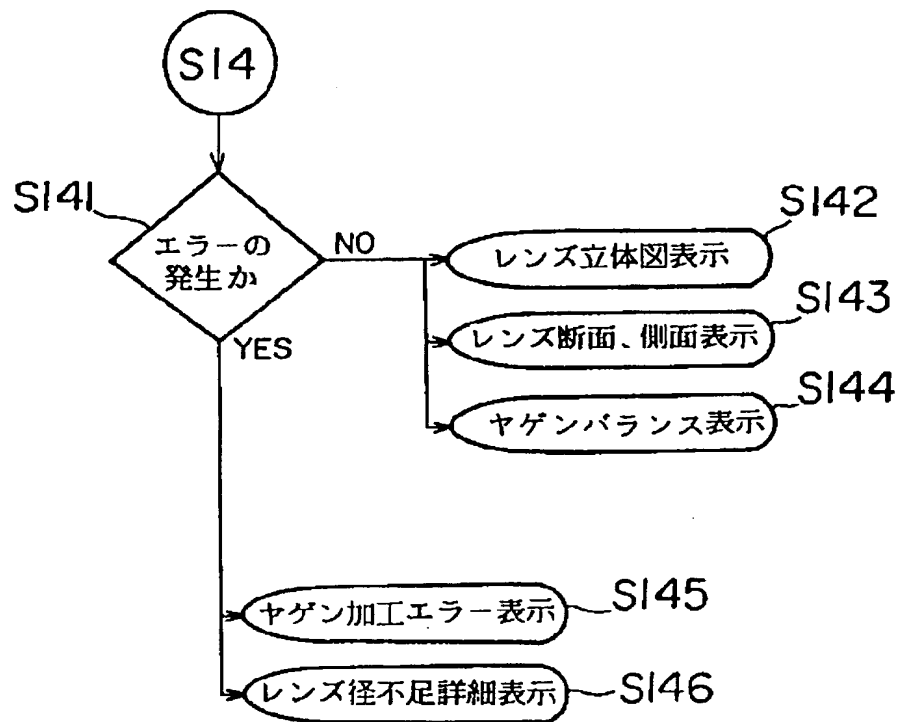 S14
S141
エラーの
発生か
NO
YES
S142
レンズ立体図表示
S143
レンズ断面、側面表示
S144
ヤゲンバランス表示
ヤゲン加工エラー表示
S145
レンズ径不足詳細表示
S146